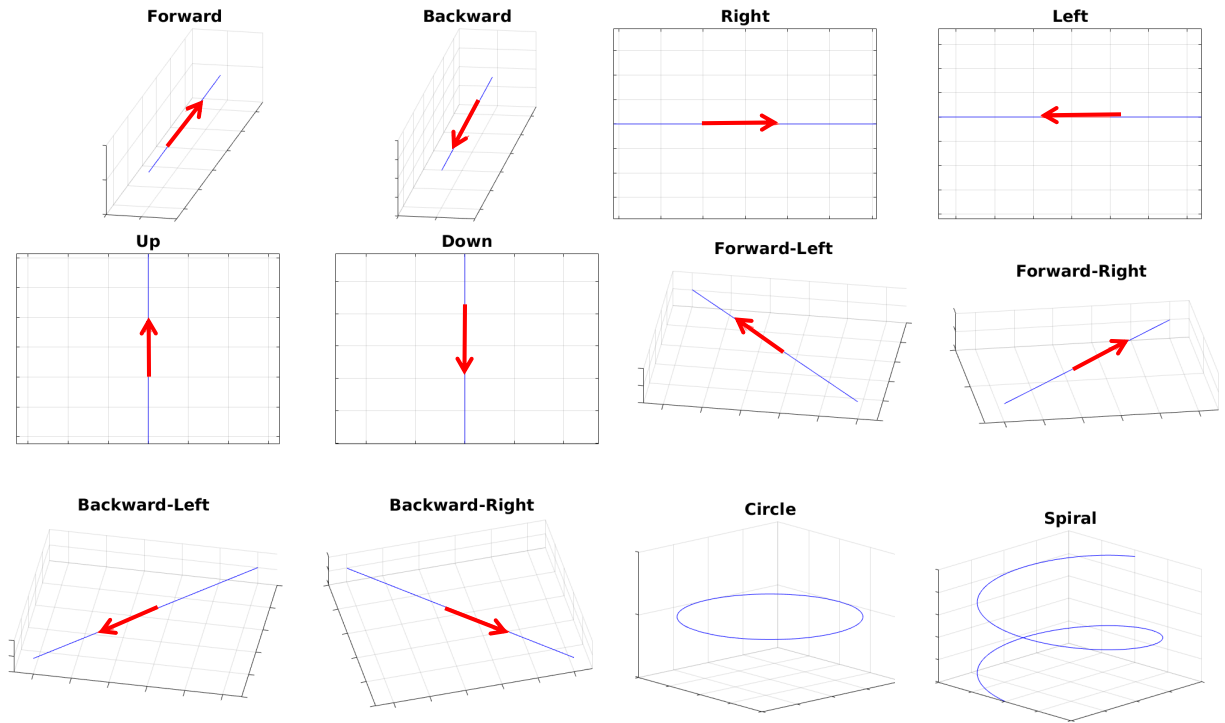 Forward
Backward
Right
Left
Up
Down
Forward-Left
Forward-Right
Backward-Left
Backward-Right
Circle
Spiral